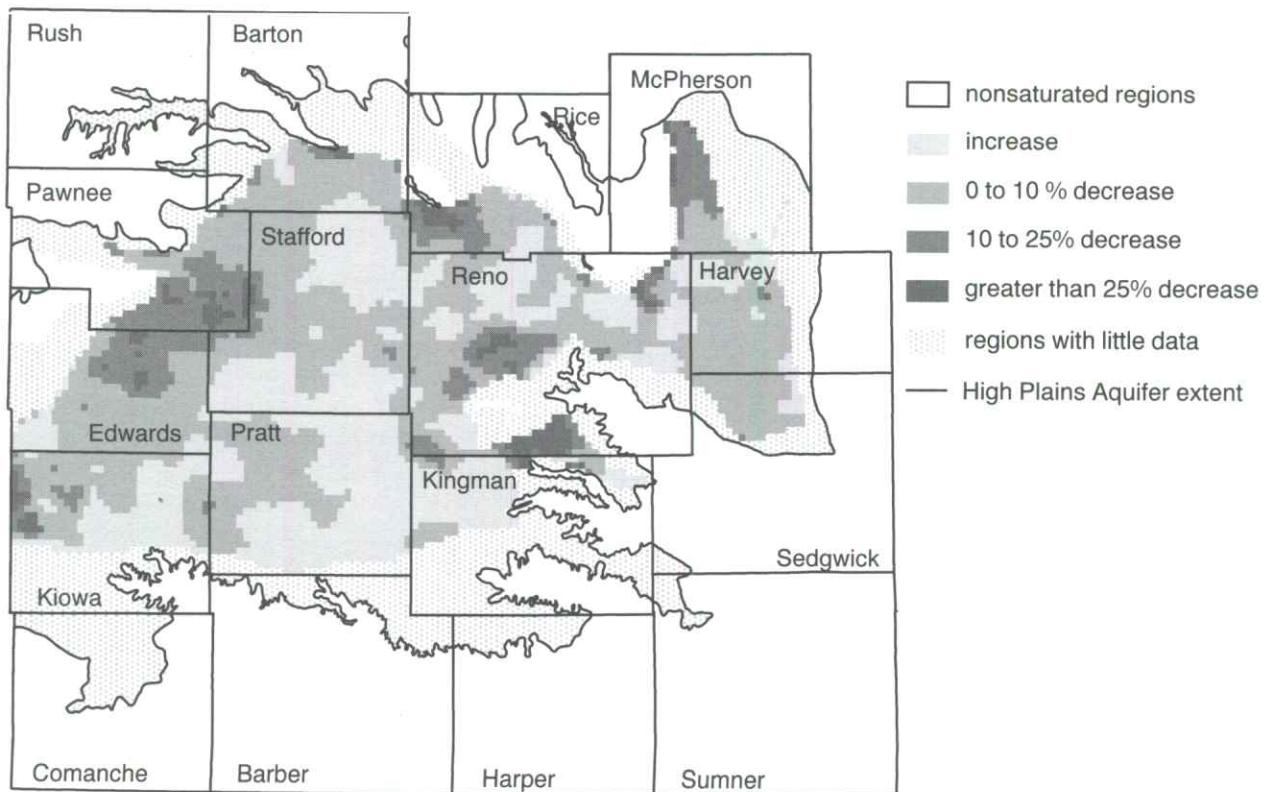 Rush
Barton
McPherson
Rice
Pawnee
Stafford
Reno
Harvey
Edwards
Pratt
Kingman
Sedgwick
Kiowa
Comanche
Barber
Harper
Sumner
nonsaturated regions
increase
0 to 10 % decrease
10 to 25% decrease
greater than 25% decrease
regions with little data
High Plains Aquifer extent